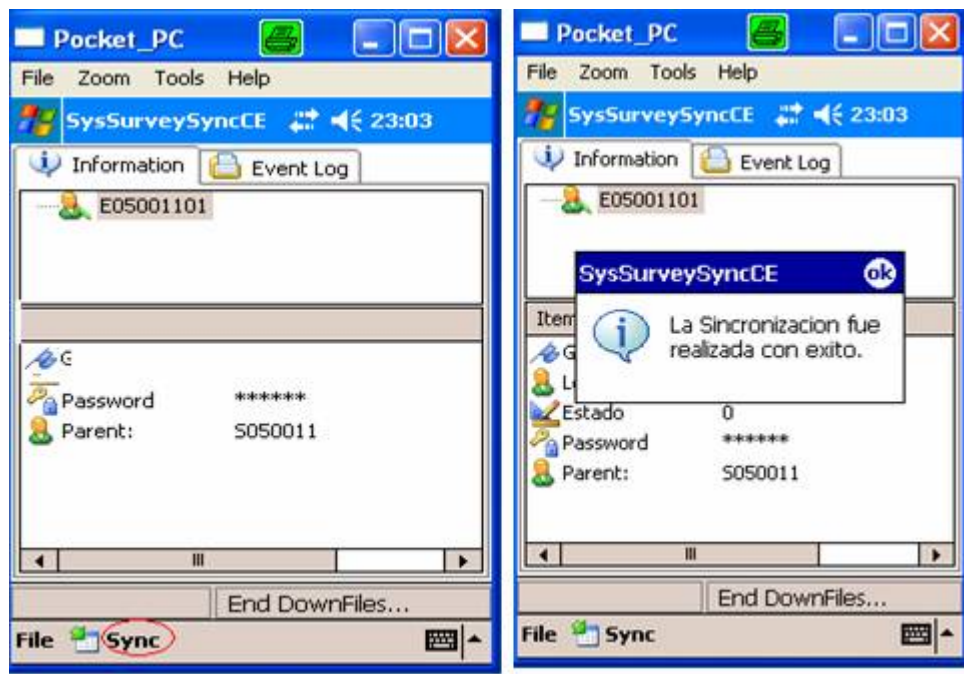 Pocket_PC
File Zoom Tools Help
SysSurveySyncCE 23:03
Information Event Log
E05001101
G
Password ******
Parent: S050011
End DownFiles...
File Sync
Pocket_PC
File Zoom Tools Help
SysSurveySyncCE 23:03
Information Event Log
E05001101
SysSurveySyncCE ok
La Sincronizacion fue
realizada con exito.
Item
G
Estado 0
Password ******
Parent: S050011
End DownFiles...
File Sync